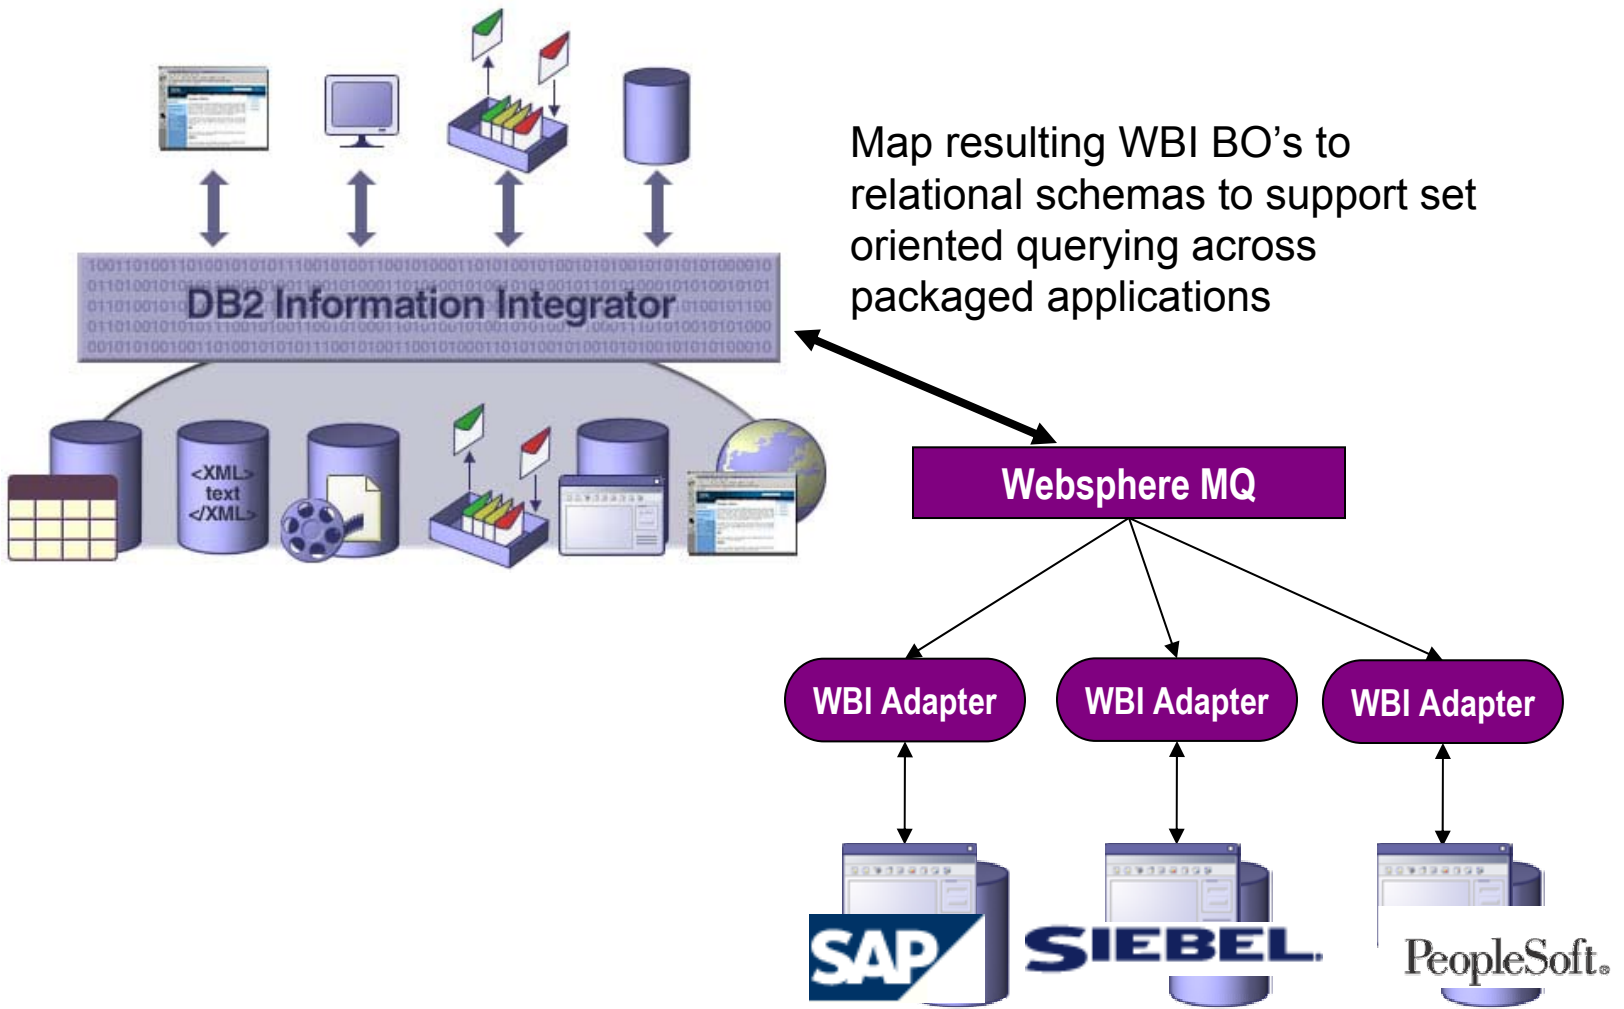 Map resulting WBI BO’s to
relational schemas to support set
oriented querying across
packaged applications
DB2 Information Integrator
<XML>
text
</XML>
Websphere MQ
WBI Adapter
WBI Adapter
WBI Adapter
SAP
SIEBEL.
PeopleSoft®